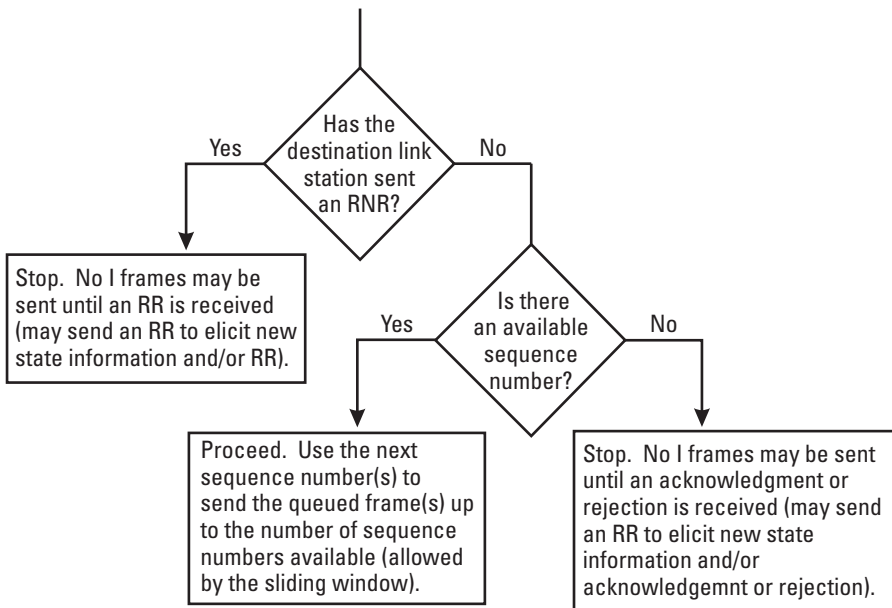 Has the
destination link
station sent
an RNR?
Yes
No
Stop. No I frames may be
sent until an RR is received
(may send an RR to elicit new
state information and/or RR).
Is there
an available
sequence
number?
Yes
No
Proceed. Use the next
sequence number(s) to
send the queued frame(s) up
to the number of sequence
numbers available (allowed
by the sliding window).
Stop. No I frames may be sent
until an acknowledgment or
rejection is received (may send
an RR to elicit new state
information and/or
acknowledgemnt or rejection).